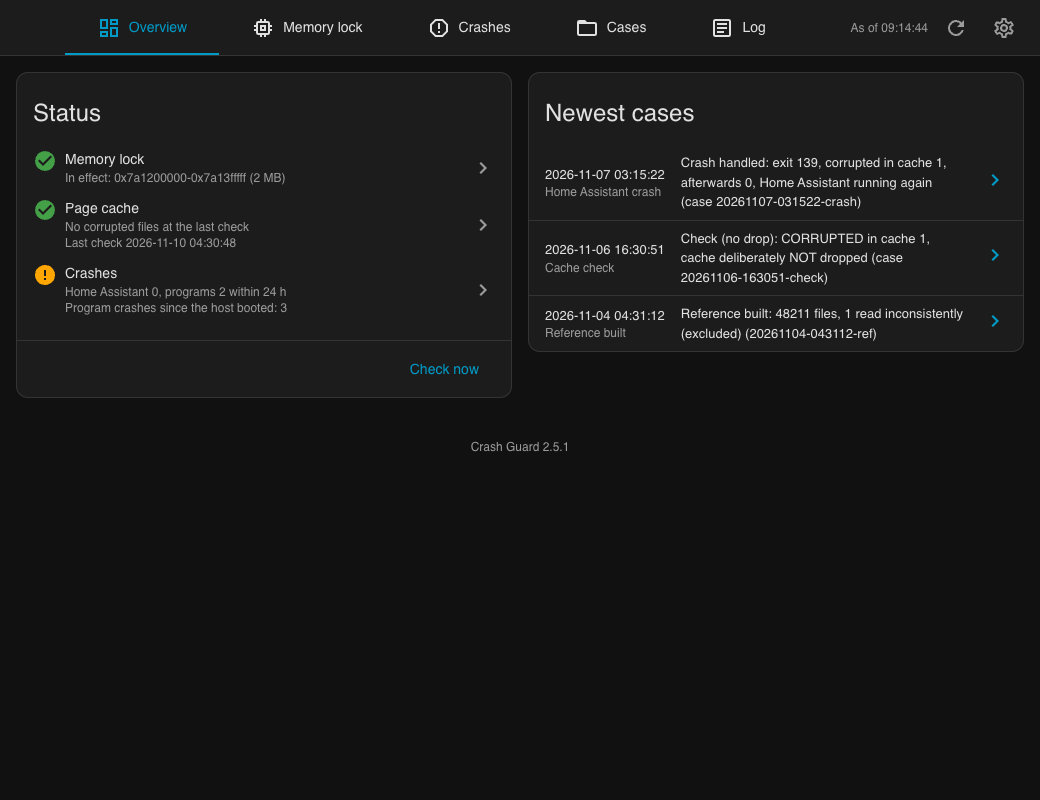 Overview
Memory lock
Crashes
Cases
Log
As of 09:14:44
Status
Memory lock
In effect: 0x7a1200000-0x7a13fffff (2 MB)
Page cache
No corrupted files at the last check
Last check 2026-11-10 04:30:48
Crashes
Home Assistant 0, programs 2 within 24 h
Program crashes since the host booted: 3
Check now
Newest cases
2026-11-07 03:15:22
Home Assistant crash
Crash handled: exit 139, corrupted in cache 1,
afterwards 0, Home Assistant running again
(case 20261107-031522-crash)
2026-11-06 16:30:51
Cache check
Check (no drop): CORRUPTED in cache 1,
cache deliberately NOT dropped (case
20261106-163051-check)
2026-11-04 04:31:12
Reference built
Reference built: 48211 files, 1 read inconsistently
(excluded) (20261104-043112-ref)
Crash Guard 2.5.1